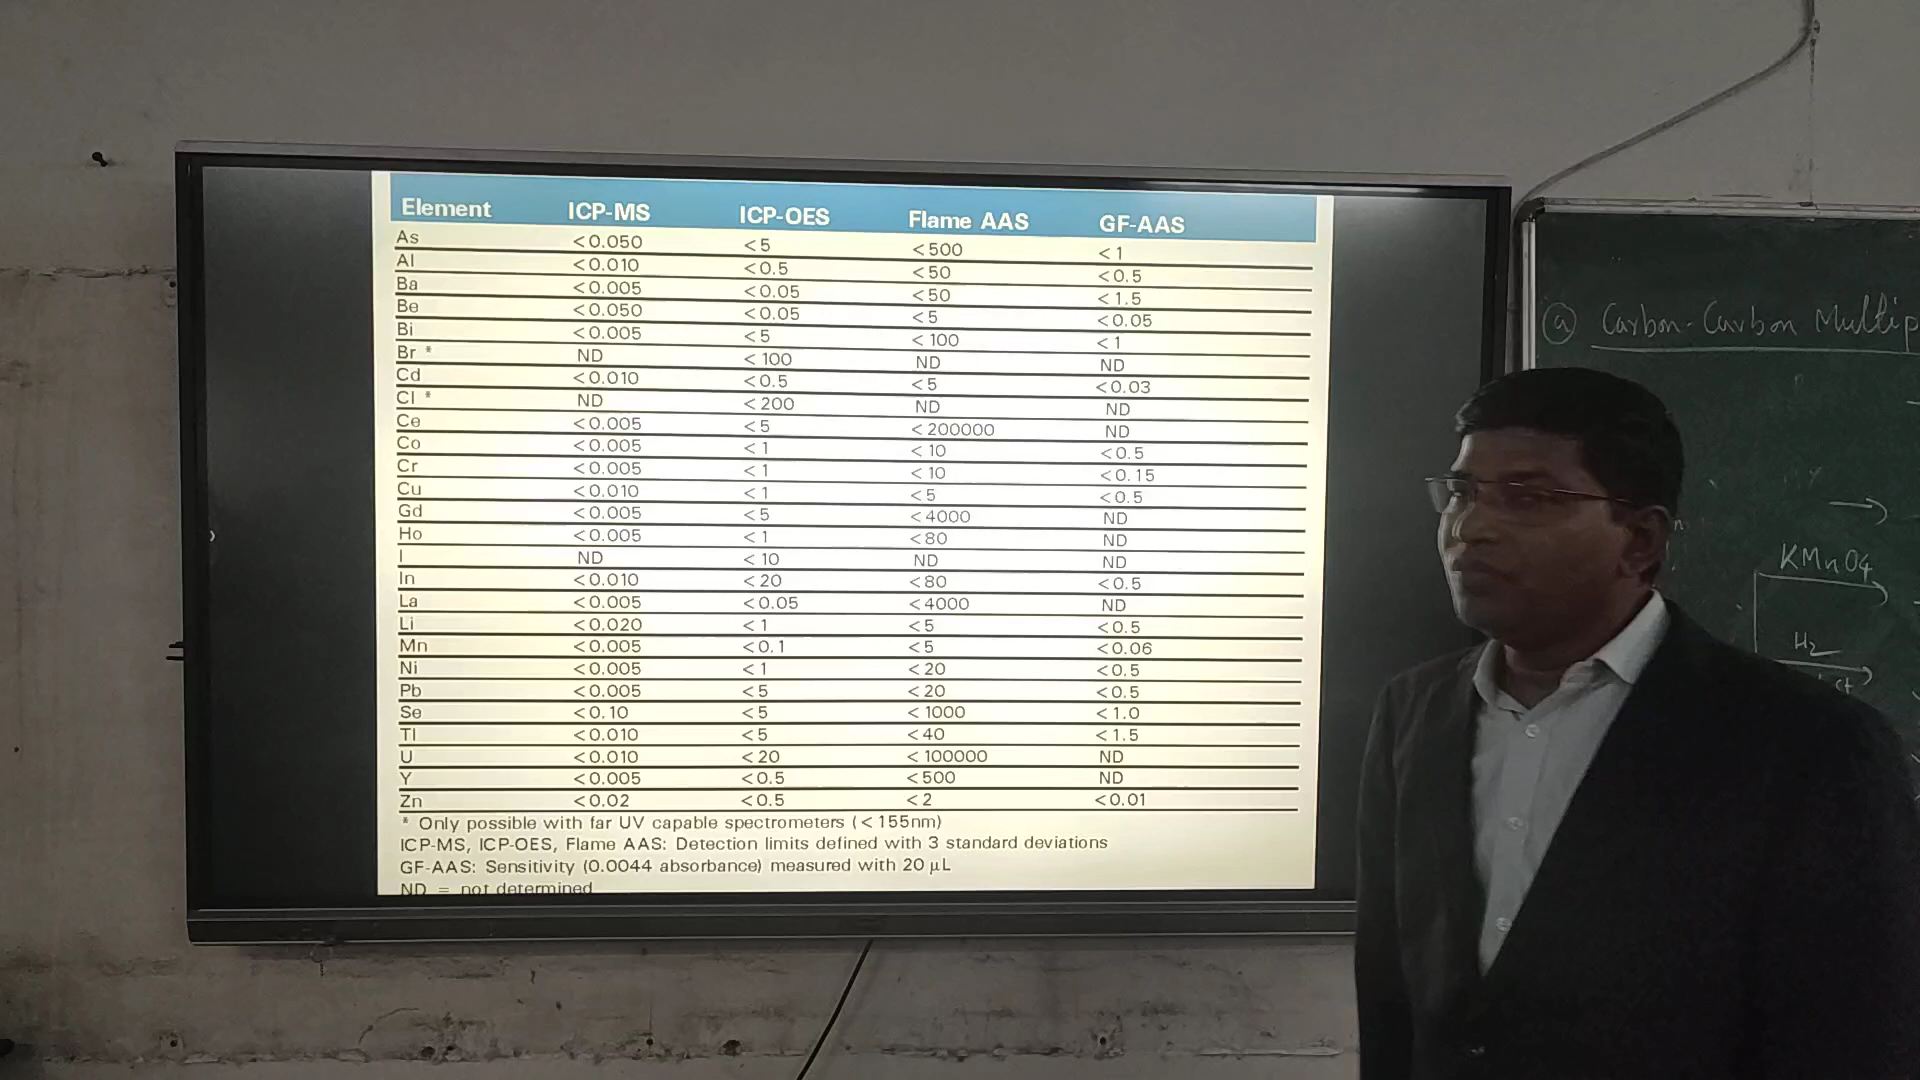 Element ICP-MS ICP-OES Flame AAS GF-AAS
As <0.050 <5 <500 <1
Al <0.010 <0.5 <50 <0.5
Ba <0.005 <0.05 <50 <1.5
Be <0.050 <0.05 <5 <0.05
Bi <0.005 <5 <100 <1
Br * ND <100 ND ND
Cd <0.010 <0.5 <5 <0.03
Cl * ND <200 ND ND
Ce <0.005 <5 <200000 ND
Co <0.005 <1 <10 <0.5
Cr <0.005 <1 <10 <0.15
Cu <0.010 <1 <5 <0.5
Gd <0.005 <5 <4000 ND
Ho <0.005 <1 <80 ND
I ND <10 ND ND
In <0.010 <20 <80 <0.5
La <0.005 <0.05 <4000 ND
Li <0.020 <1 <5 <0.5
Mn <0.005 <0.1 <5 <0.06
Ni <0.005 <1 <20 <0.5
Pb <0.005 <5 <20 <0.5
Se <0.10 <5 <1000 <1.0
Tl <0.010 <5 <40 <1.5
U <0.010 <20 <100000 ND
Y <0.005 <0.5 <500 ND
Zn <0.02 <0.5 <2 <0.01
* Only possible with far UV capable spectrometers (<155nm)
ICP-MS, ICP-OES, Flame AAS: Detection limits defined with 3 standard deviations
GF-AAS: Sensitivity (0.0044 absorbance) measured with 20 μL
ND = not determined
(a) Carbon-Carbon Multip
KMnO4
H2